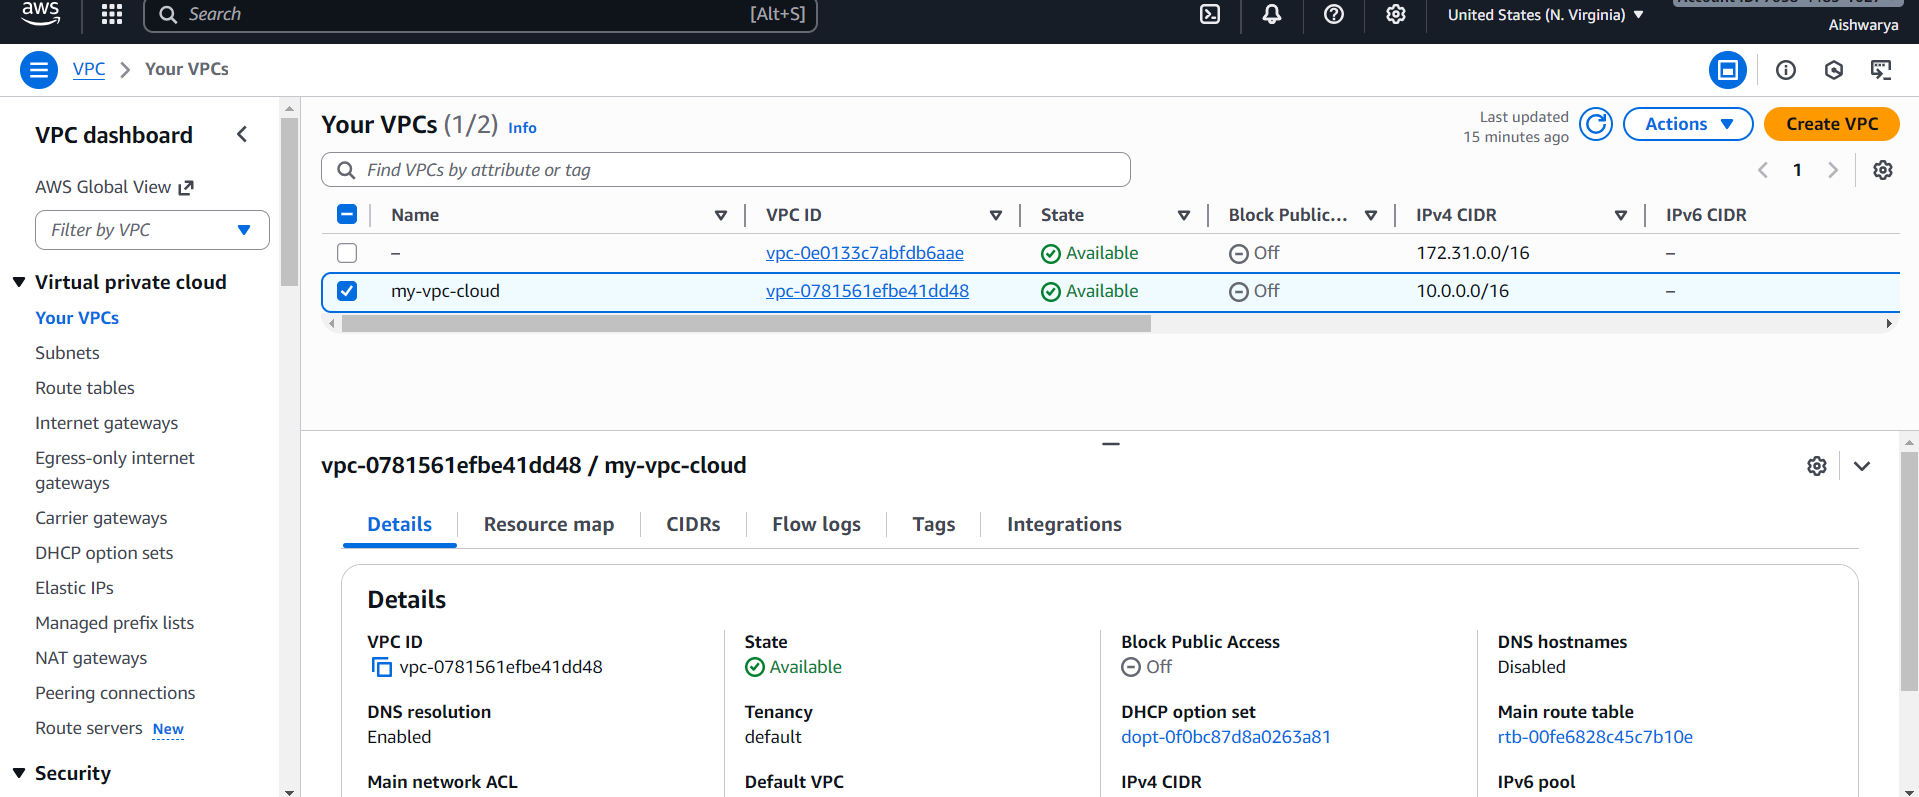 aws
Search [Alt+S]
United States (N. Virginia)
Aishwarya
VPC > Your VPCs
VPC dashboard
AWS Global View
Filter by VPC
Virtual private cloud
Your VPCs
Subnets
Route tables
Internet gateways
Egress-only internet
gateways
Carrier gateways
DHCP option sets
Elastic IPs
Managed prefix lists
NAT gateways
Peering connections
Route servers New
Security
Your VPCs (1/2) Info
Last updated
15 minutes ago
Actions
Create VPC
Find VPCs by attribute or tag
1
Name VPC ID State Block Public... IPv4 CIDR IPv6 CIDR
– vpc-0e0133c7abfdb6aae Available Off 172.31.0.0/16 –
my-vpc-cloud vpc-0781561efbe41dd48 Available Off 10.0.0.0/16 –
vpc-0781561efbe41dd48 / my-vpc-cloud
Details Resource map CIDRs Flow logs Tags Integrations
Details
VPC ID
vpc-0781561efbe41dd48
State
Available
Block Public Access
Off
DNS hostnames
Disabled
DNS resolution
Enabled
Tenancy
default
DHCP option set
dopt-0f0bc87d8a0263a81
Main route table
rtb-00fe6828c45c7b10e
Main network ACL
Default VPC
IPv4 CIDR
IPv6 pool